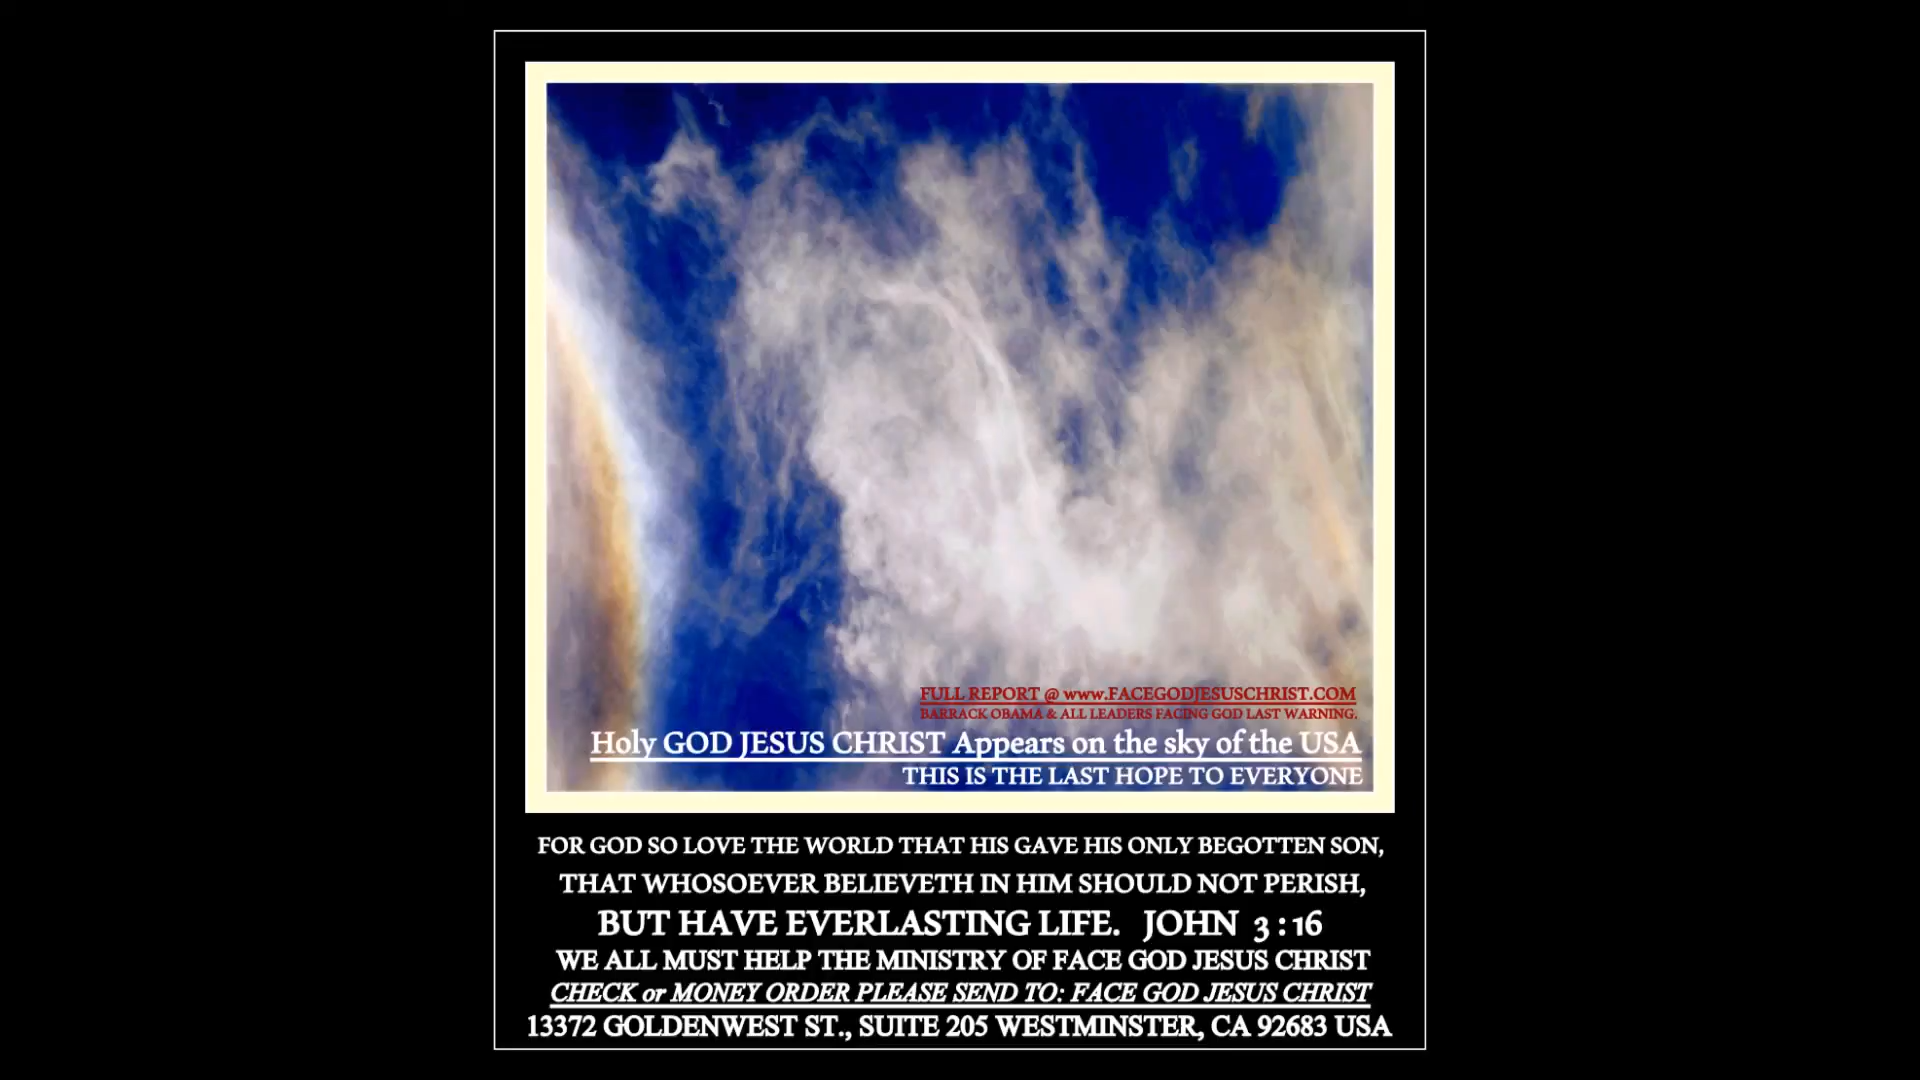 FULL REPORT @ www.FACEGODJESUSCHRIST.COM
BARRACK OBAMA & ALL LEADERS FACING GOD LAST WARNING.
Holy GOD JESUS CHRIST Appears on the sky of the USA
THIS IS THE LAST HOPE TO EVERYONE
FOR GOD SO LOVE THE WORLD THAT HIS GAVE HIS ONLY BEGOTTEN SON,
THAT WHOSOEVER BELIEVETH IN HIM SHOULD NOT PERISH,
BUT HAVE EVERLASTING LIFE. JOHN 3 : 16
WE ALL MUST HELP THE MINISTRY OF FACE GOD JESUS CHRIST
CHECK or MONEY ORDER PLEASE SEND TO: FACE GOD JESUS CHRIST
13372 GOLDENWEST ST., SUITE 205 WESTMINSTER, CA 92683 USA